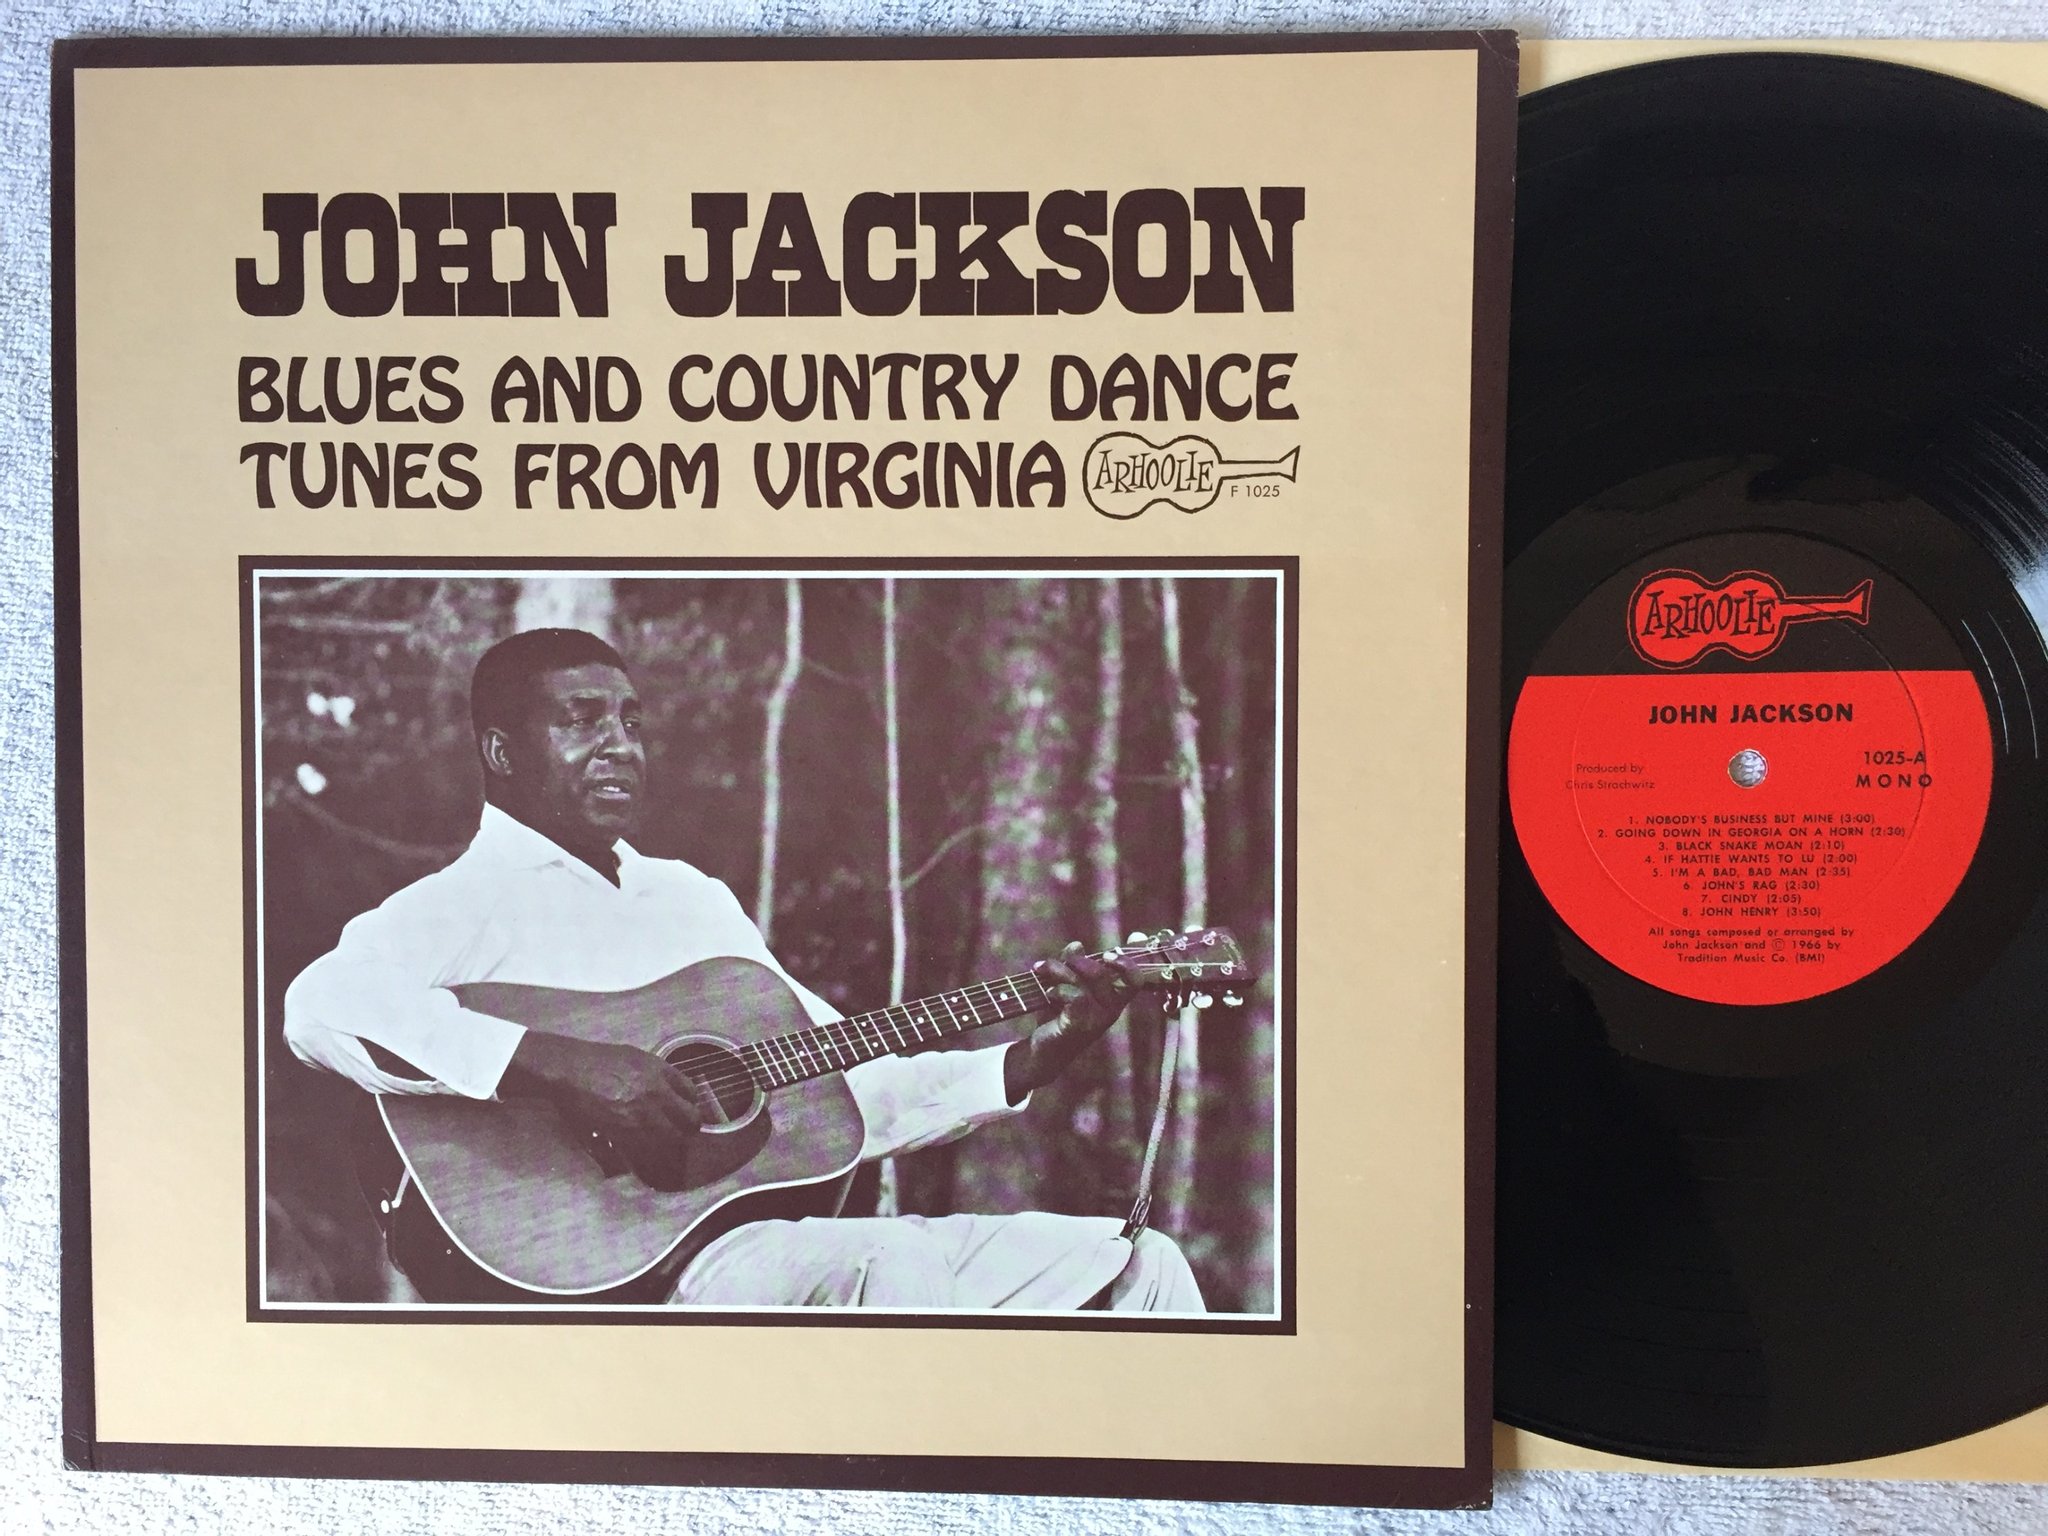 JOHN JACKSON
BLUES AND COUNTRY DANCE
TUNES FROM VIRGINIA
ARHOOLIE
F 1025
ARHOOLIE
JOHN JACKSON
Produced by
Chris Strachwitz
1025-A
MONO
1. NOBODY'S BUSINESS BUT MINE (3:00)
2. GOING DOWN IN GEORGIA ON A HORN (2:30)
3. BLACK SNAKE MOAN (2:10)
4. IF HATTIE WANTS TO LU (2:00)
5. I'M A BAD, BAD MAN (2:35)
6. JOHN'S RAG (2:30)
7. CINDY (2:05)
8. JOHN HENRY (3:50)
All songs composed or arranged by
John Jackson and © 1966 by
Tradition Music Co. (BMI)